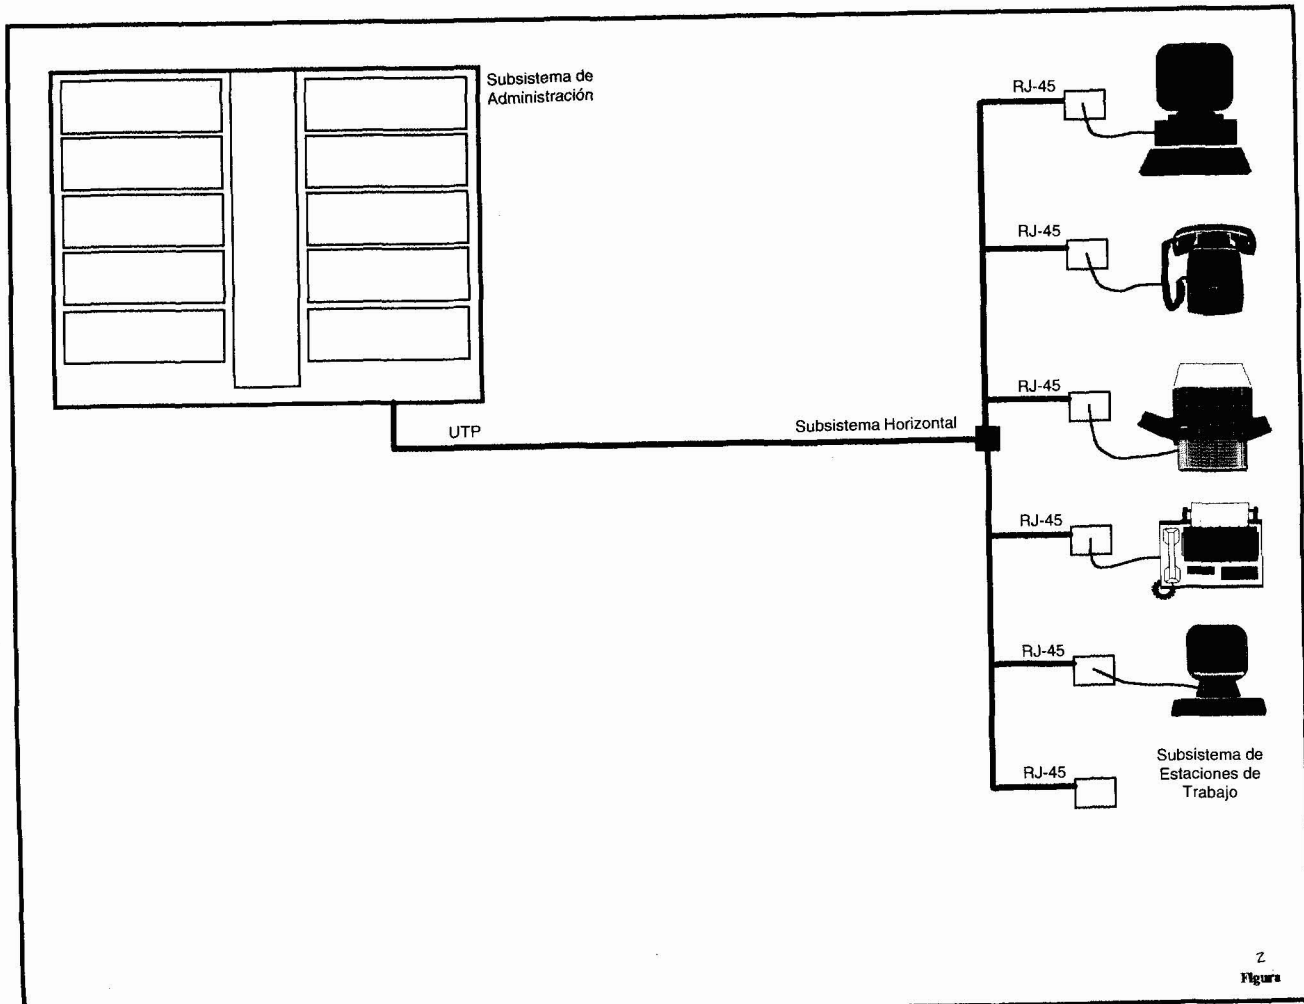 Subsistema de
Administración
RJ-45
RJ-45
RJ-45
UTP
Subsistema Horizontal
RJ-45
RJ-45
RJ-45
Subsistema de
Estaciones de
Trabajo
2
Figura